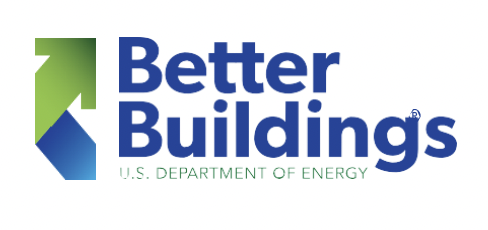 Better
Buildings®
U.S. DEPARTMENT OF ENERGY